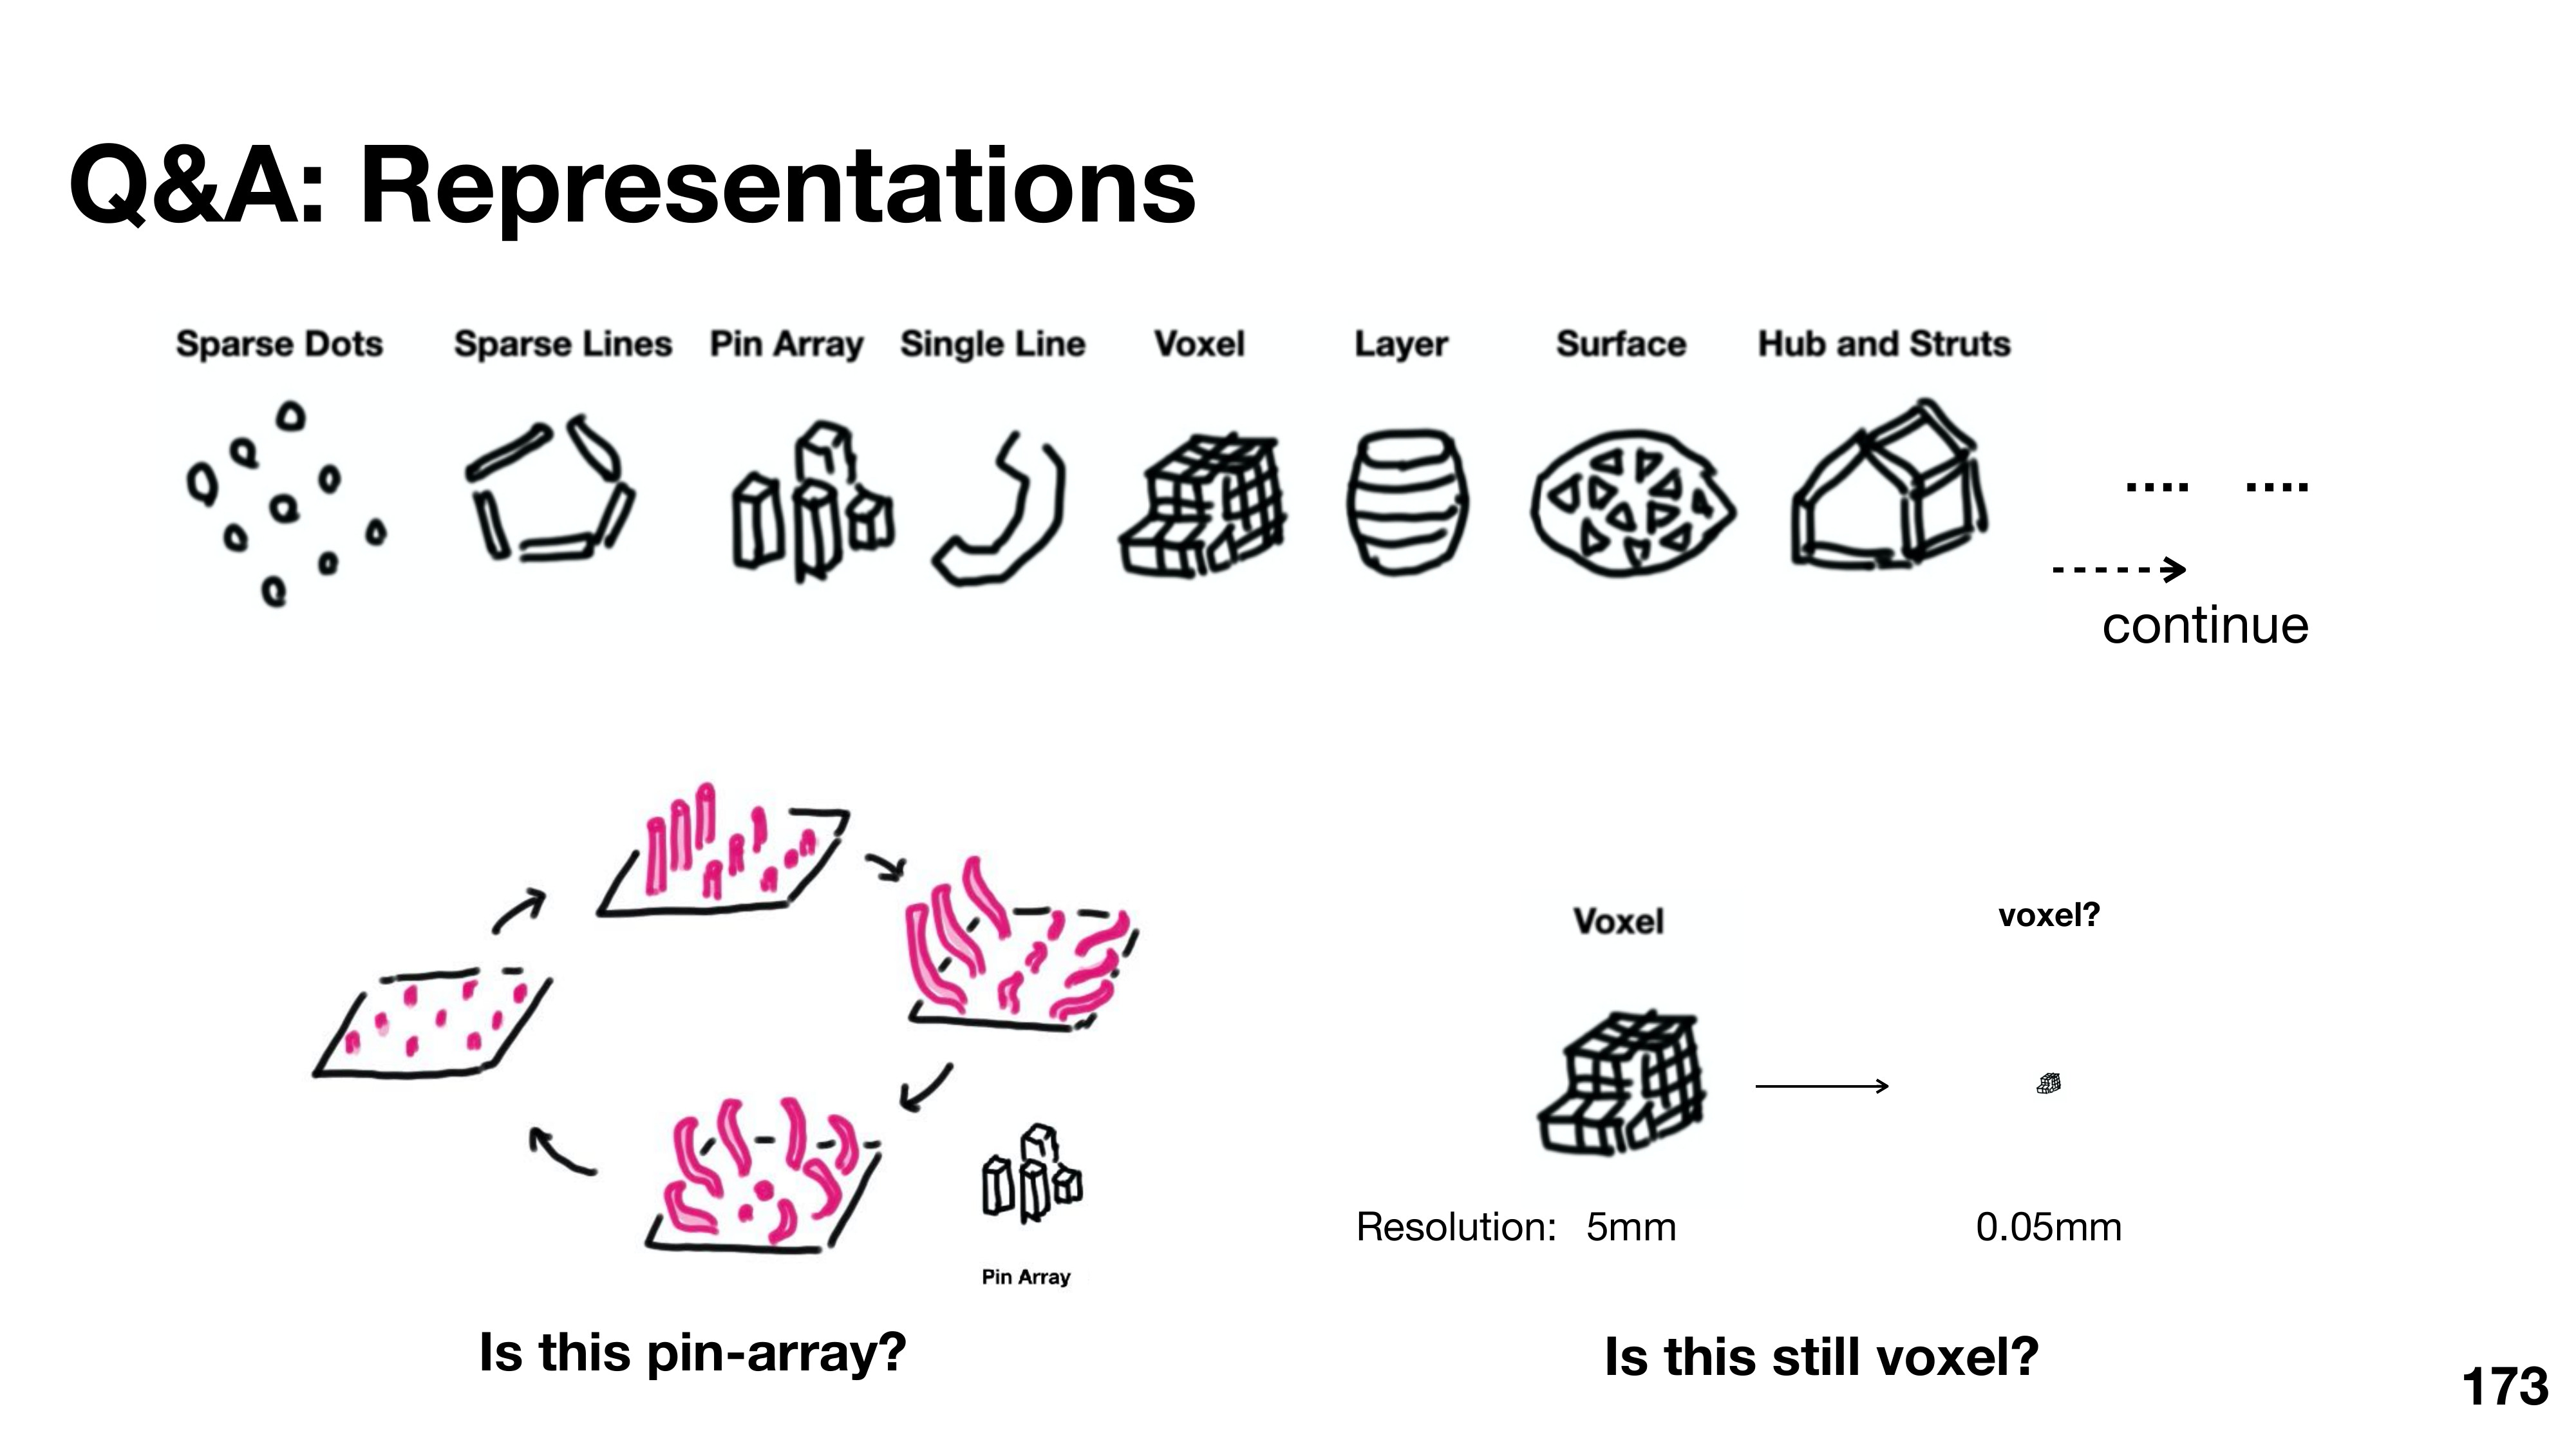 Q&A: Representations
Sparse Dots Sparse Lines Pin Array Single Line Voxel Layer Surface Hub and Struts
.... ....
continue
Voxel voxel?
Resolution: 5mm 0.05mm
Pin Array
Is this pin-array? Is this still voxel?
173